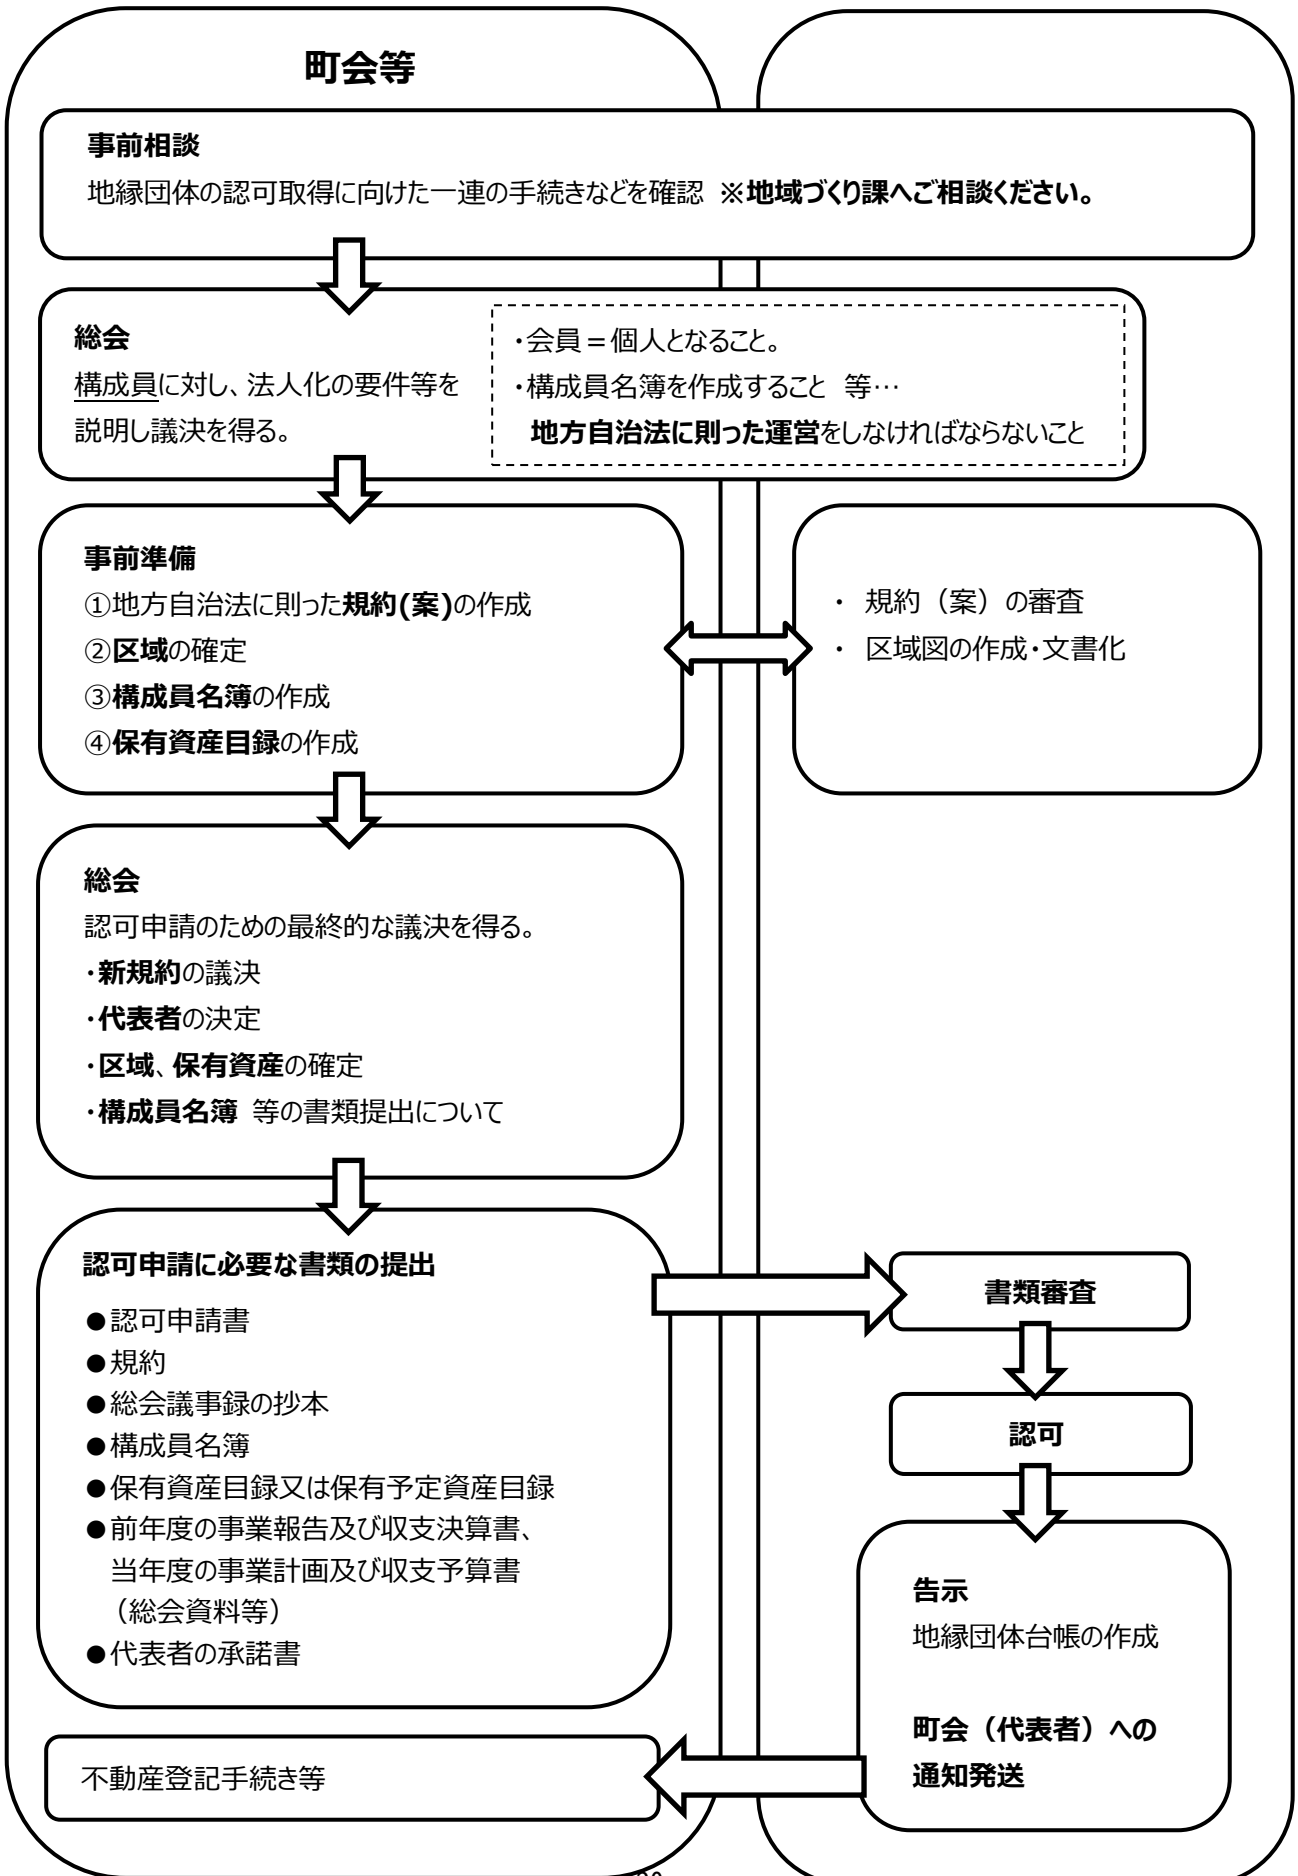 町会等
事前相談
地縁団体の認可取得に向けた一連の手続きなどを確認 ※地域づくり課へご相談ください。
総会
構成員に対し、法人化の要件等を
説明し議決を得る。
・会員＝個人となること。
・構成員名簿を作成すること 等…
地方自治法に則った運営をしなければならないこと
事前準備
①地方自治法に則った規約(案)の作成
②区域の確定
③構成員名簿の作成
④保有資産目録の作成
・ 規約（案）の審査
・ 区域図の作成・文書化
総会
認可申請のための最終的な議決を得る。
・新規約の議決
・代表者の決定
・区域、保有資産の確定
・構成員名簿 等の書類提出について
認可申請に必要な書類の提出
●認可申請書
●規約
●総会議事録の抄本
●構成員名簿
●保有資産目録又は保有予定資産目録
●前年度の事業報告及び収支決算書、
当年度の事業計画及び収支予算書
（総会資料等）
●代表者の承諾書
書類審査
認可
告示
地縁団体台帳の作成
町会（代表者）への
通知発送
不動産登記手続き等